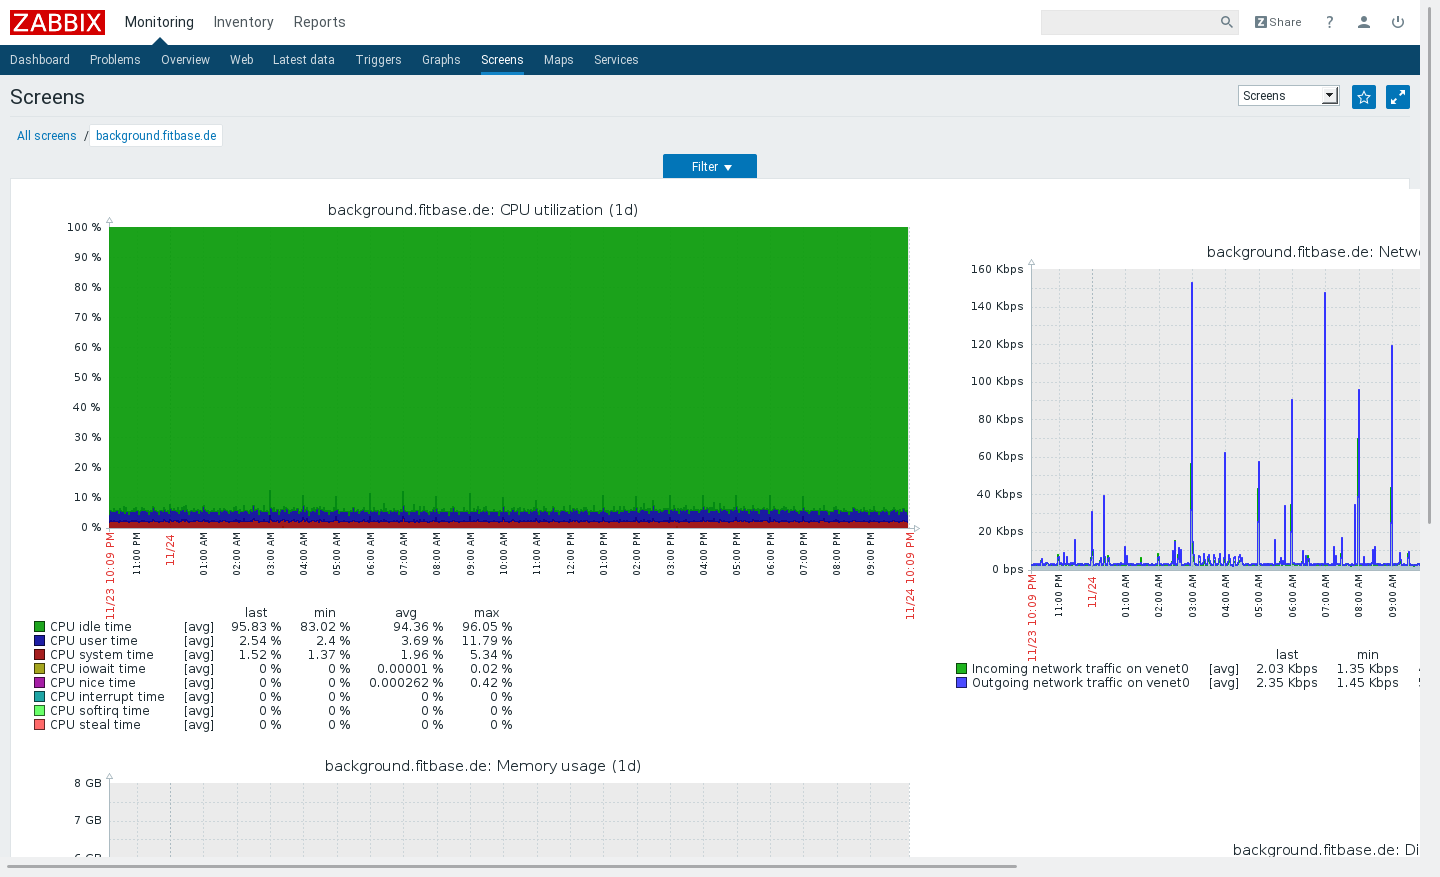 ZABBIX Monitoring Inventory Reports Share ?
Dashboard Problems Overview Web Latest data Triggers Graphs Screens Maps Services
Screens Screens
All screens / background.fitbase.de
Filter
background.fitbase.de: CPU utilization (1d)
100 %
90 %
80 %
70 %
60 %
50 %
40 %
30 %
20 %
10 %
0 %
11/23 10:09 PM 11:00 PM 11/24 01:00 AM 02:00 AM 03:00 AM 04:00 AM 05:00 AM 06:00 AM 07:00 AM 08:00 AM 09:00 AM 10:00 AM 11:00 AM 12:00 PM 01:00 PM 02:00 PM 03:00 PM 04:00 PM 05:00 PM 06:00 PM 07:00 PM 08:00 PM 09:00 PM 11/24 10:09 PM
last min avg max
CPU idle time [avg] 95.83 % 83.02 % 94.36 % 96.05 %
CPU user time [avg] 2.54 % 2.4 % 3.69 % 11.79 %
CPU system time [avg] 1.52 % 1.37 % 1.96 % 5.34 %
CPU iowait time [avg] 0 % 0 % 0.00001 % 0.02 %
CPU nice time [avg] 0 % 0 % 0.000262 % 0.42 %
CPU interrupt time [avg] 0 % 0 % 0 % 0 %
CPU softirq time [avg] 0 % 0 % 0 % 0 %
CPU steal time [avg] 0 % 0 % 0 % 0 %
background.fitbase.de: Netw
160 Kbps
140 Kbps
120 Kbps
100 Kbps
80 Kbps
60 Kbps
40 Kbps
20 Kbps
0 bps
11/23 10:09 PM 11:00 PM 11/24 01:00 AM 02:00 AM 03:00 AM 04:00 AM 05:00 AM 06:00 AM 07:00 AM 08:00 AM 09:00 AM
last min
Incoming network traffic on venet0 [avg] 2.03 Kbps 1.35 Kbps
Outgoing network traffic on venet0 [avg] 2.35 Kbps 1.45 Kbps
background.fitbase.de: Memory usage (1d)
8 GB
7 GB
6 GB
background.fitbase.de: Di